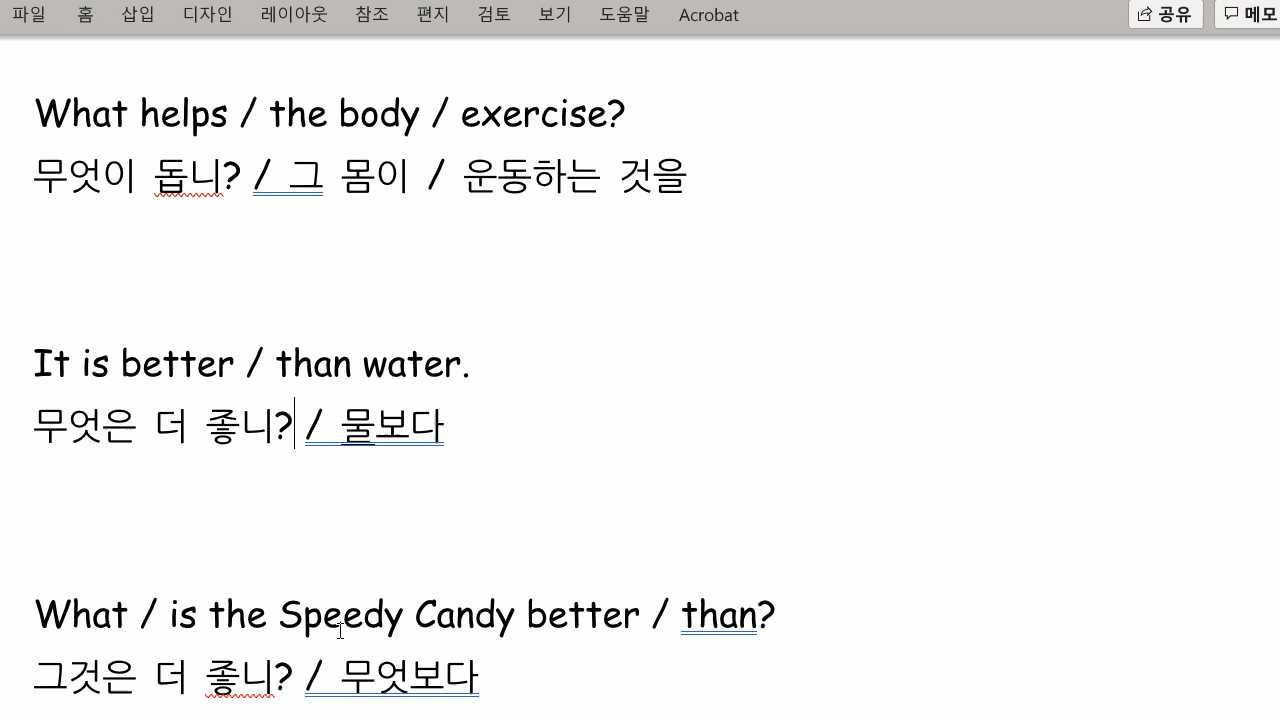 파일 홈 삽입 디자인 레이아웃 참조 편지 검토 보기 도움말 Acrobat 공유 메모
What helps / the body / exercise?
무엇이 돕니? / 그 몸이 / 운동하는 것을
It is better / than water.
무엇은 더 좋니? / 물보다
What / is the Speedy Candy better / than?
그것은 더 좋니? / 무엇보다